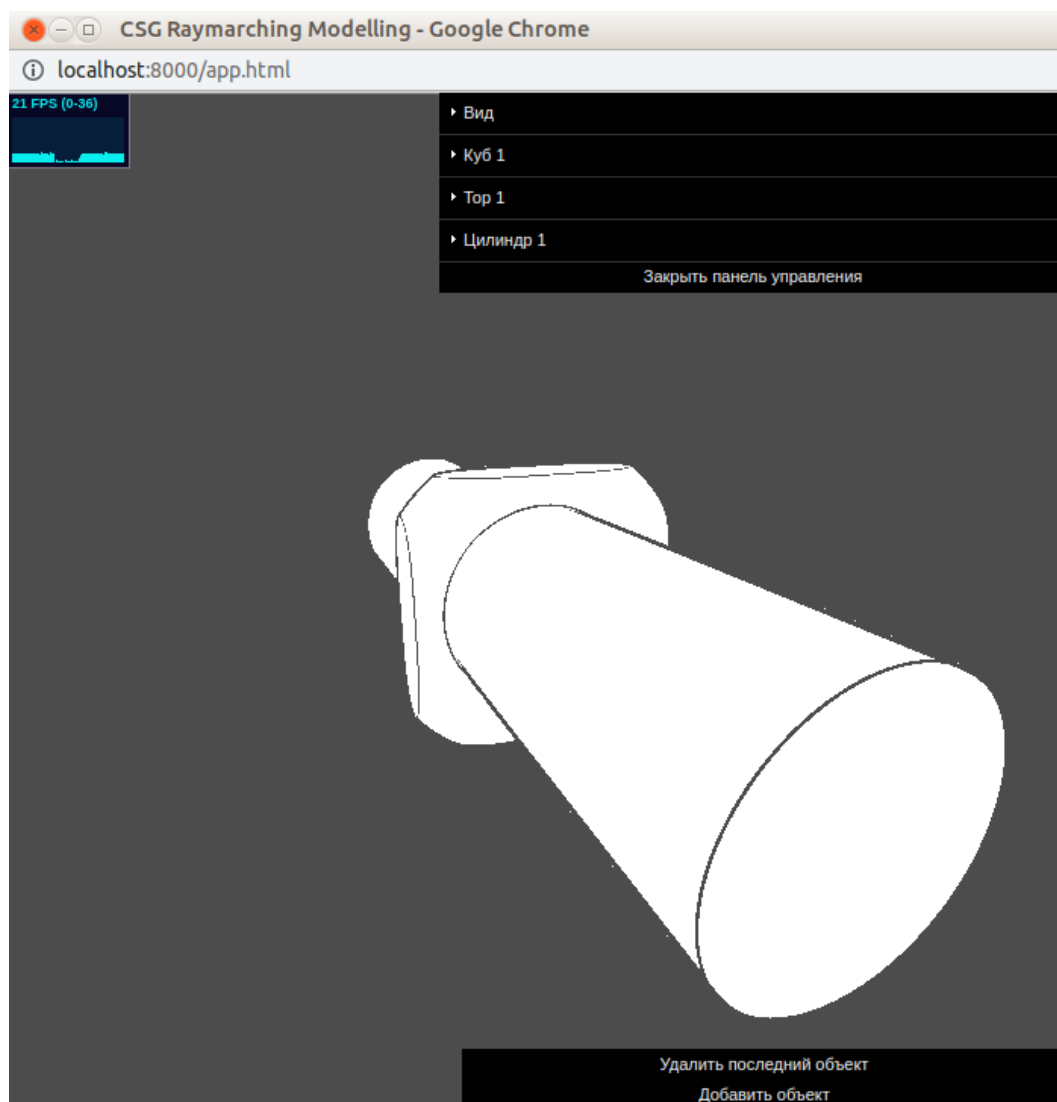 CSG Raymarching Modelling - Google Chrome
localhost:8000/app.html
21 FPS (0-36)
Вид
Куб 1
Тор 1
Цилиндр 1
Закрыть панель управления
Удалить последний объект
Добавить объект